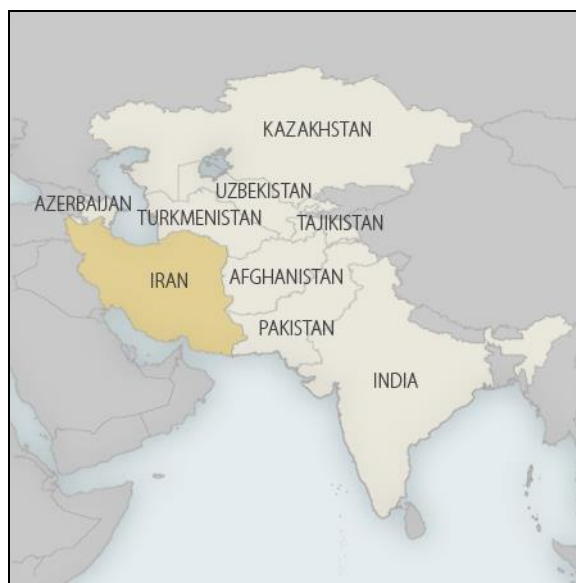 KAZAKHSTAN
UZBEKISTAN
AZERBAIJAN
TURKMENISTAN
TAJIKISTAN
IRAN
AFGHANISTAN
PAKISTAN
INDIA